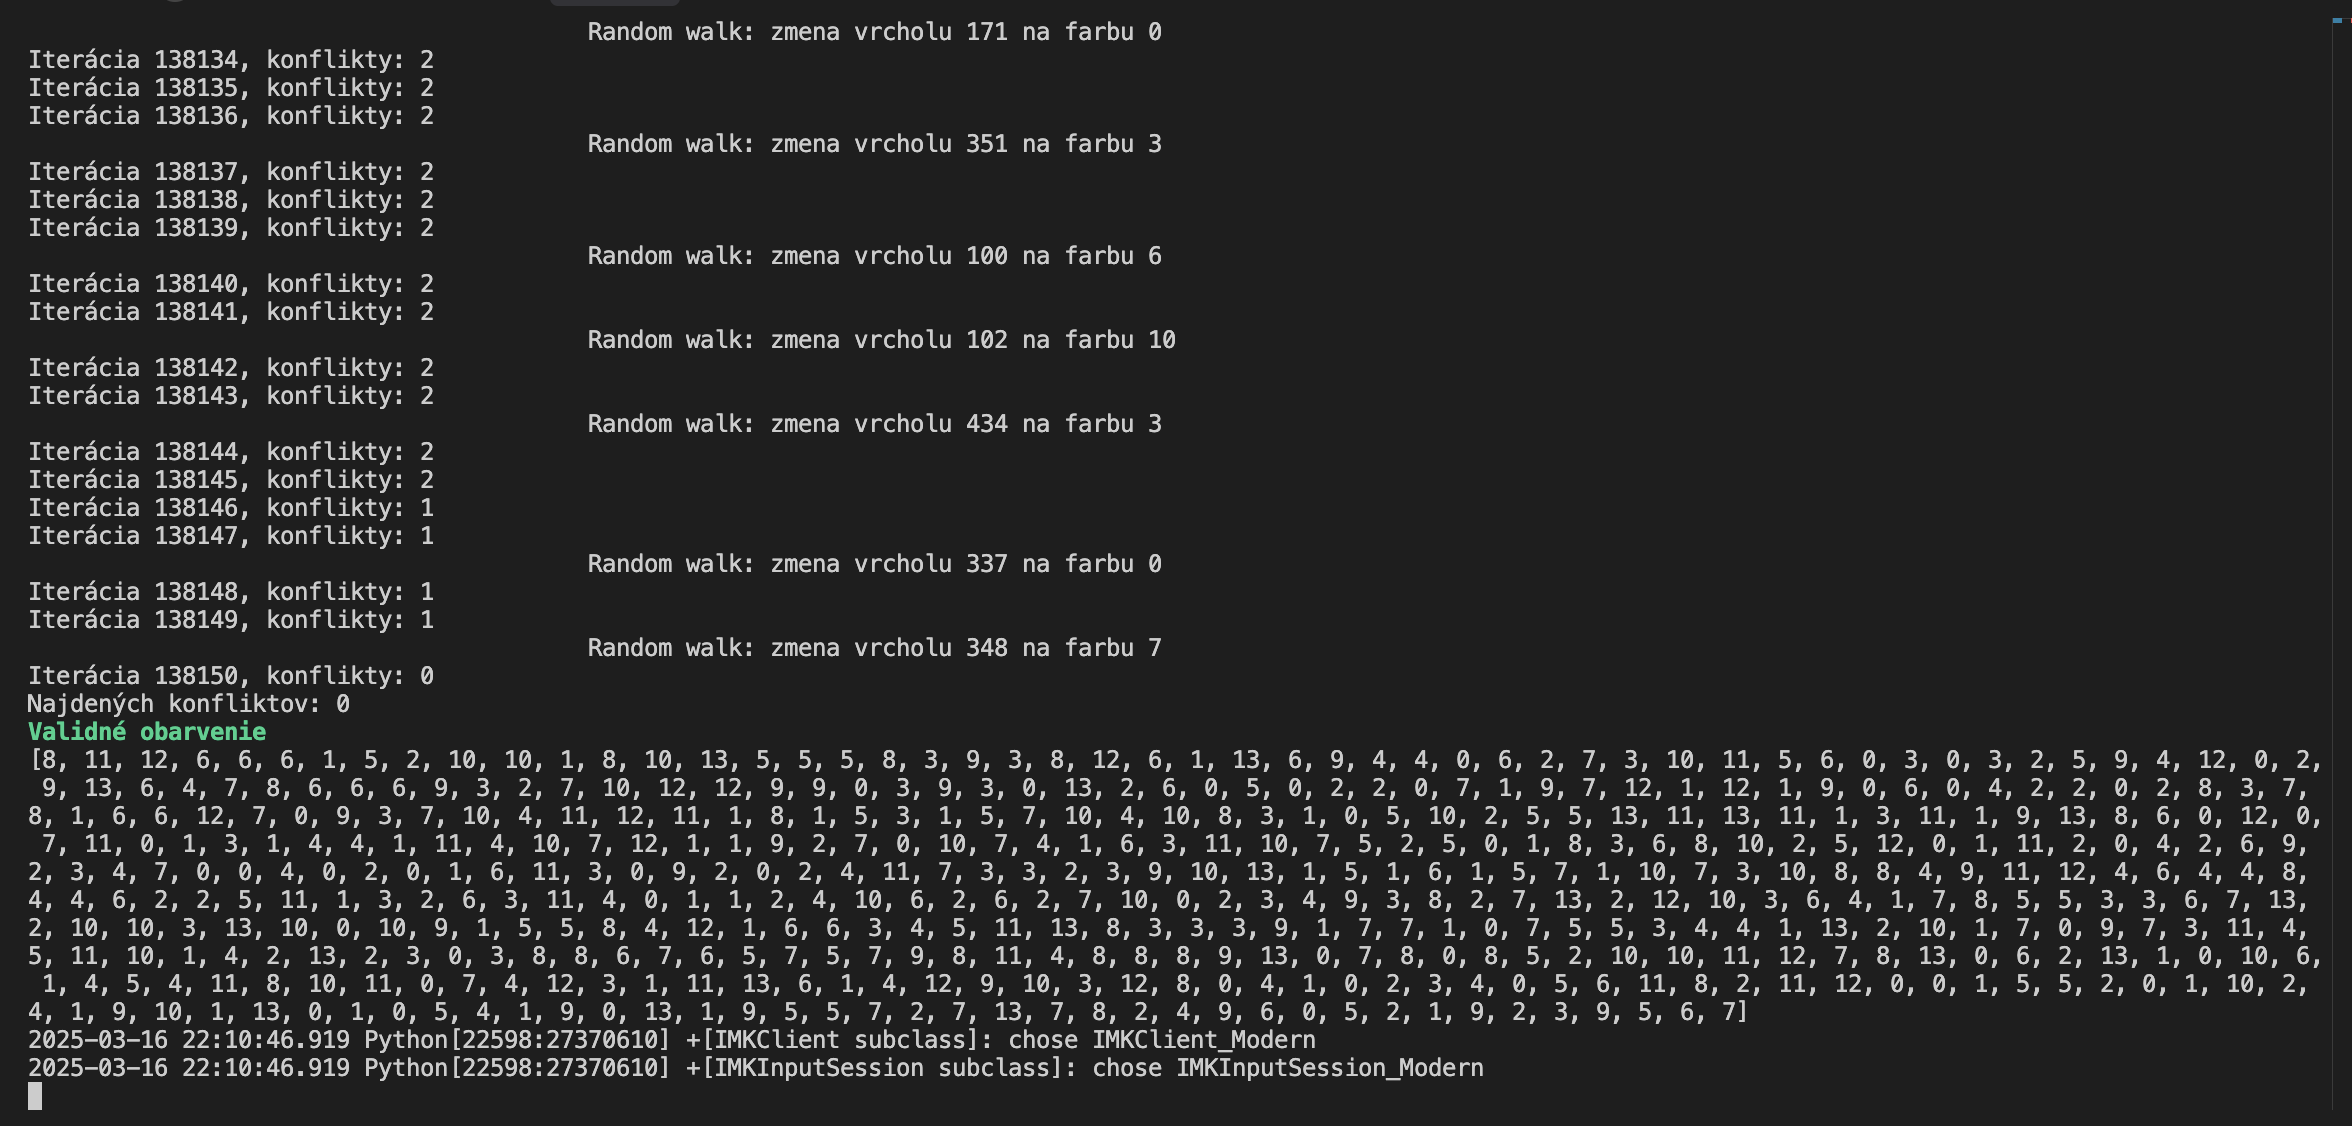 Random walk: zmena vrcholu 171 na farbu 0
Iterácia 138134, konflikty: 2
Iterácia 138135, konflikty: 2
Iterácia 138136, konflikty: 2
Random walk: zmena vrcholu 351 na farbu 3
Iterácia 138137, konflikty: 2
Iterácia 138138, konflikty: 2
Iterácia 138139, konflikty: 2
Random walk: zmena vrcholu 100 na farbu 6
Iterácia 138140, konflikty: 2
Iterácia 138141, konflikty: 2
Random walk: zmena vrcholu 102 na farbu 10
Iterácia 138142, konflikty: 2
Iterácia 138143, konflikty: 2
Random walk: zmena vrcholu 434 na farbu 3
Iterácia 138144, konflikty: 2
Iterácia 138145, konflikty: 2
Iterácia 138146, konflikty: 1
Iterácia 138147, konflikty: 1
Random walk: zmena vrcholu 337 na farbu 0
Iterácia 138148, konflikty: 1
Iterácia 138149, konflikty: 1
Random walk: zmena vrcholu 348 na farbu 7
Iterácia 138150, konflikty: 0
Najdených konfliktov: 0
Validné obarvenie
[8, 11, 12, 6, 6, 6, 1, 5, 2, 10, 10, 1, 8, 10, 13, 5, 5, 5, 8, 3, 9, 3, 8, 12, 6, 1, 13, 6, 9, 4, 4, 0, 6, 2, 7, 3, 10, 11, 5, 6, 0, 3, 0, 3, 2, 5, 9, 4, 12, 0, 2,
9, 13, 6, 4, 7, 8, 6, 6, 6, 9, 3, 2, 7, 10, 12, 12, 9, 9, 0, 3, 9, 3, 0, 13, 2, 6, 0, 5, 0, 2, 2, 0, 7, 1, 9, 7, 12, 1, 12, 1, 9, 0, 6, 0, 4, 2, 2, 0, 2, 8, 3, 7,
8, 1, 6, 6, 12, 7, 0, 9, 3, 7, 10, 4, 11, 12, 11, 1, 8, 1, 5, 3, 1, 5, 7, 10, 4, 10, 8, 3, 1, 0, 5, 10, 2, 5, 5, 13, 11, 13, 11, 1, 3, 11, 1, 9, 13, 8, 6, 0, 12, 0,
7, 11, 0, 1, 3, 1, 4, 4, 1, 11, 4, 10, 7, 12, 1, 1, 9, 2, 7, 0, 10, 7, 4, 1, 6, 3, 11, 10, 7, 5, 2, 5, 0, 1, 8, 3, 6, 8, 10, 2, 5, 12, 0, 1, 11, 2, 0, 4, 2, 6, 9,
2, 3, 4, 7, 0, 0, 4, 0, 2, 0, 1, 6, 11, 3, 0, 9, 2, 0, 2, 4, 11, 7, 3, 3, 2, 3, 9, 10, 13, 1, 5, 1, 6, 1, 5, 7, 1, 10, 7, 3, 10, 8, 8, 4, 9, 11, 12, 4, 6, 4, 4, 8,
4, 4, 6, 2, 2, 5, 11, 1, 3, 2, 6, 3, 11, 4, 0, 1, 1, 2, 4, 10, 6, 2, 6, 2, 7, 10, 0, 2, 3, 4, 9, 3, 8, 2, 7, 13, 2, 12, 10, 3, 6, 4, 1, 7, 8, 5, 5, 3, 3, 6, 7, 13,
2, 10, 10, 3, 13, 10, 0, 10, 9, 1, 5, 5, 8, 4, 12, 1, 6, 6, 3, 4, 5, 11, 13, 8, 3, 3, 3, 9, 1, 7, 7, 1, 0, 7, 5, 5, 3, 4, 4, 1, 13, 2, 10, 1, 7, 0, 9, 7, 3, 11, 4,
5, 11, 10, 1, 4, 2, 13, 2, 3, 0, 3, 8, 8, 6, 7, 6, 5, 7, 5, 7, 9, 8, 11, 4, 8, 8, 8, 9, 13, 0, 7, 8, 0, 8, 5, 2, 10, 10, 11, 12, 7, 8, 13, 0, 6, 2, 13, 1, 0, 10, 6,
1, 4, 5, 4, 11, 8, 10, 11, 0, 7, 4, 12, 3, 1, 11, 13, 6, 1, 4, 12, 9, 10, 3, 12, 8, 0, 4, 1, 0, 2, 3, 4, 0, 5, 6, 11, 8, 2, 11, 12, 0, 0, 1, 5, 5, 2, 0, 1, 10, 2,
4, 1, 9, 10, 1, 13, 0, 1, 0, 5, 4, 1, 9, 0, 13, 1, 9, 5, 5, 7, 2, 7, 13, 7, 8, 2, 4, 9, 6, 0, 5, 2, 1, 9, 2, 3, 9, 5, 6, 7]
2025-03-16 22:10:46.919 Python[22598:27370610] +[IMKClient subclass]: chose IMKClient_Modern
2025-03-16 22:10:46.919 Python[22598:27370610] +[IMKInputSession subclass]: chose IMKInputSession_Modern